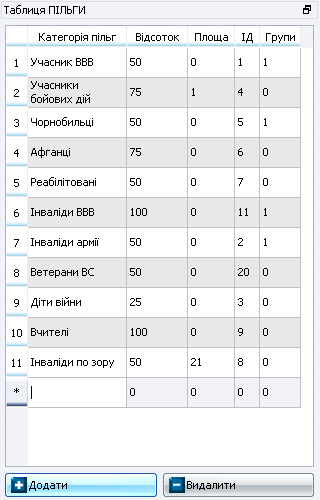 Таблиця ПІЛЬГИ
Категорія пільг Відсоток Площа ІД Групи
1 Учасник ВВВ 50 0 1 1
2 Учасники бойових дій 75 1 4 0
3 Чорнобильці 50 0 5 1
4 Афганці 75 0 6 0
5 Реабілітовані 50 0 7 0
6 Інваліди ВВВ 100 0 11 1
7 Інваліди армії 50 0 2 1
8 Ветерани ВС 50 0 20 0
9 Діти війни 25 0 3 0
10 Вчителі 100 0 9 0
11 Інваліди по зору 50 21 8 0
* 0 0 0 0
Додати Видалити